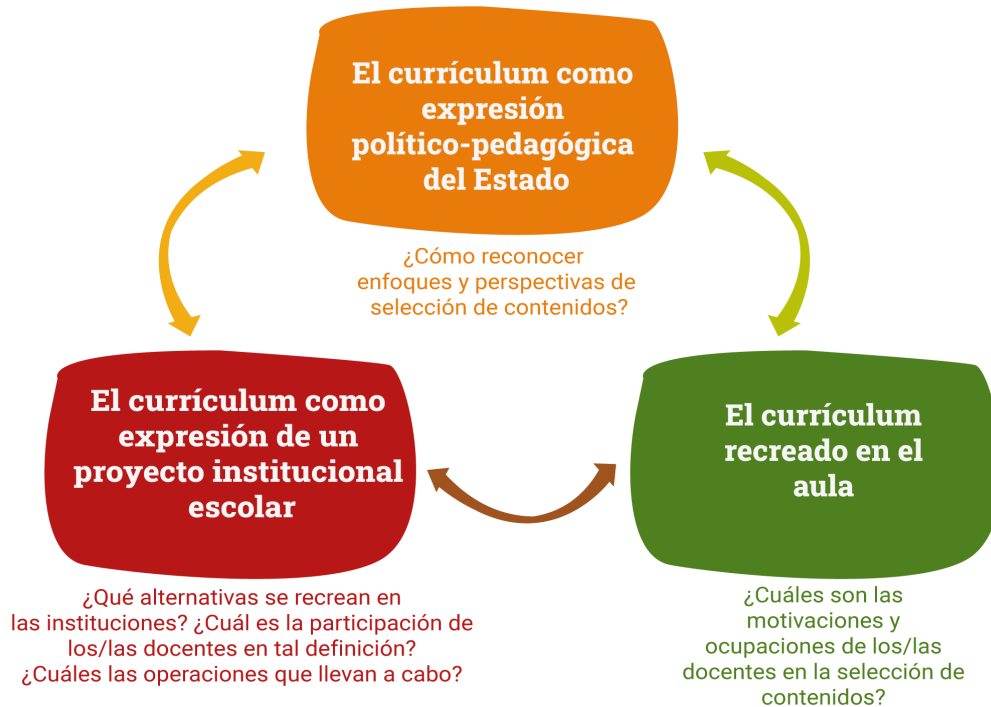 El currículum como
expresión
político-pedagógica
del Estado
¿Cómo reconocer
enfoques y perspectivas de
selección de contenidos?
El currículum como
expresión de un
proyecto institucional
escolar
¿Qué alternativas se recrean en
las instituciones? ¿Cuál es la participación de
los/las docentes en tal definición?
¿Cuáles las operaciones que llevan a cabo?
El currículum
recreado en el
aula
¿Cuáles son las
motivaciones y
ocupaciones de los/las
docentes en la selección de
contenidos?